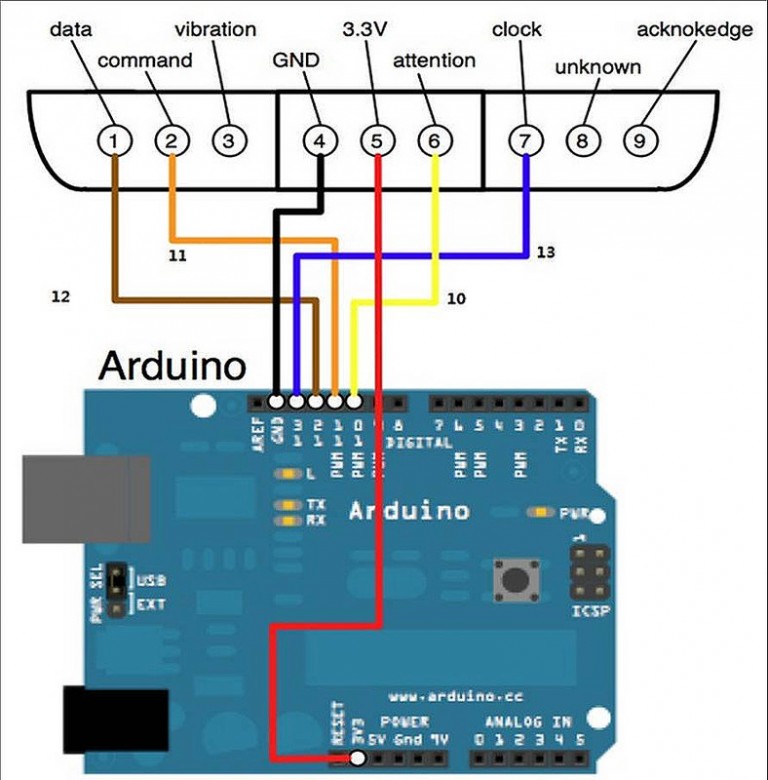 data
vibration
3.3V
clock
acknokedge
command
GND
attention
unknown
1 2 3 4 5 6 7 8 9
11
13
12
10
Arduino
AREF
GND
13
12
PWM 11
PWM 10
PWM 9
8
7
PWM 6
PWM 5
4
PWM 3
2
TX 1
RX 0
DIGITAL
L
TX
RX
Arduino
PWR
1
ICSP
PWR SEL
USB
EXT
www.arduino.cc
RESET
3V3
POWER
ANALOG IN
5V Gnd 9V
0 1 2 3 4 5